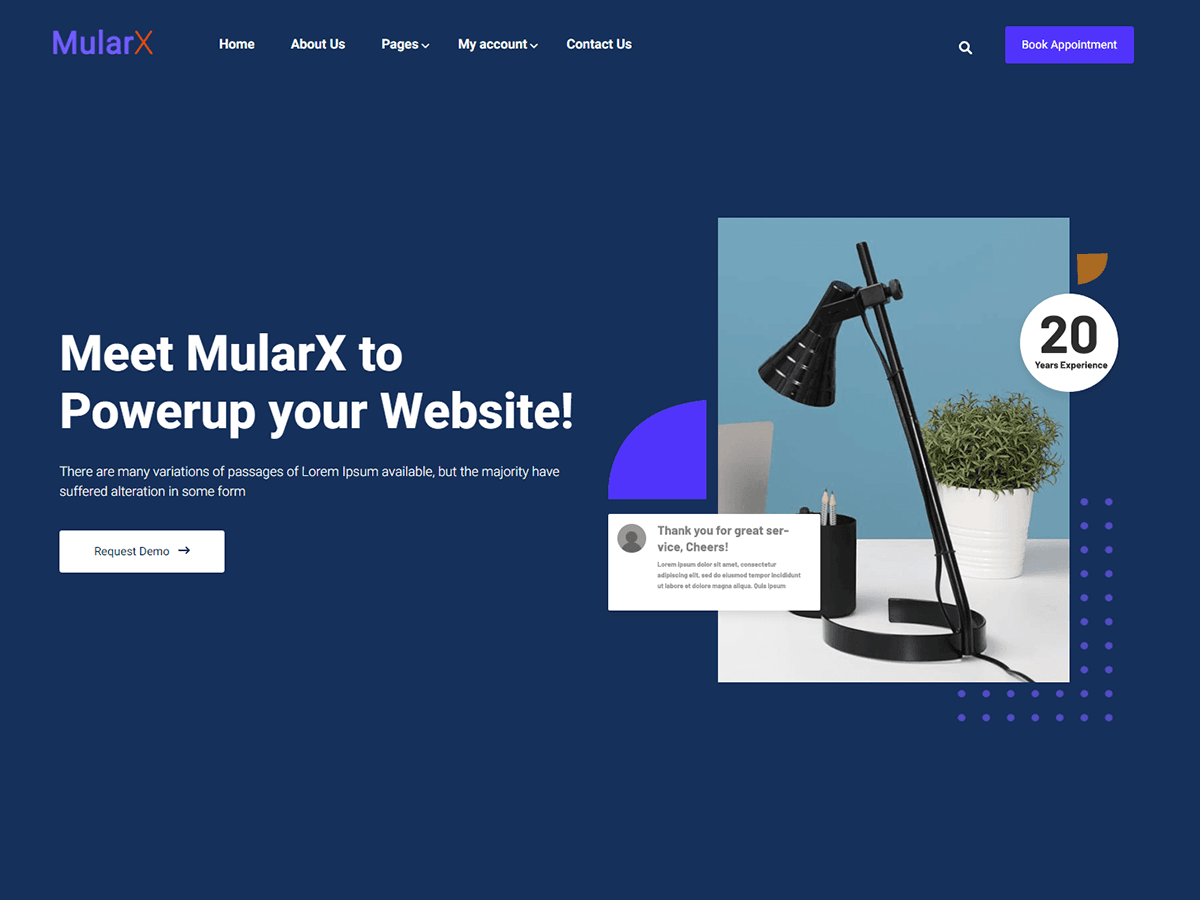 MularX
Home
About Us
Pages
My account
Contact Us
Book Appointment
Meet MularX to
Powerup your Website!
There are many variations of passages of Lorem Ipsum available, but the majority have
suffered alteration in some form
Request Demo
20
Years Experience
Thank you for great ser-
vice, Cheers!
Lorem ipsum dolor sit amet, consectetur
adipiscing elit, sed do eiusmod tempor incididunt
ut labore et dolore magna aliqua. Quis ipsum